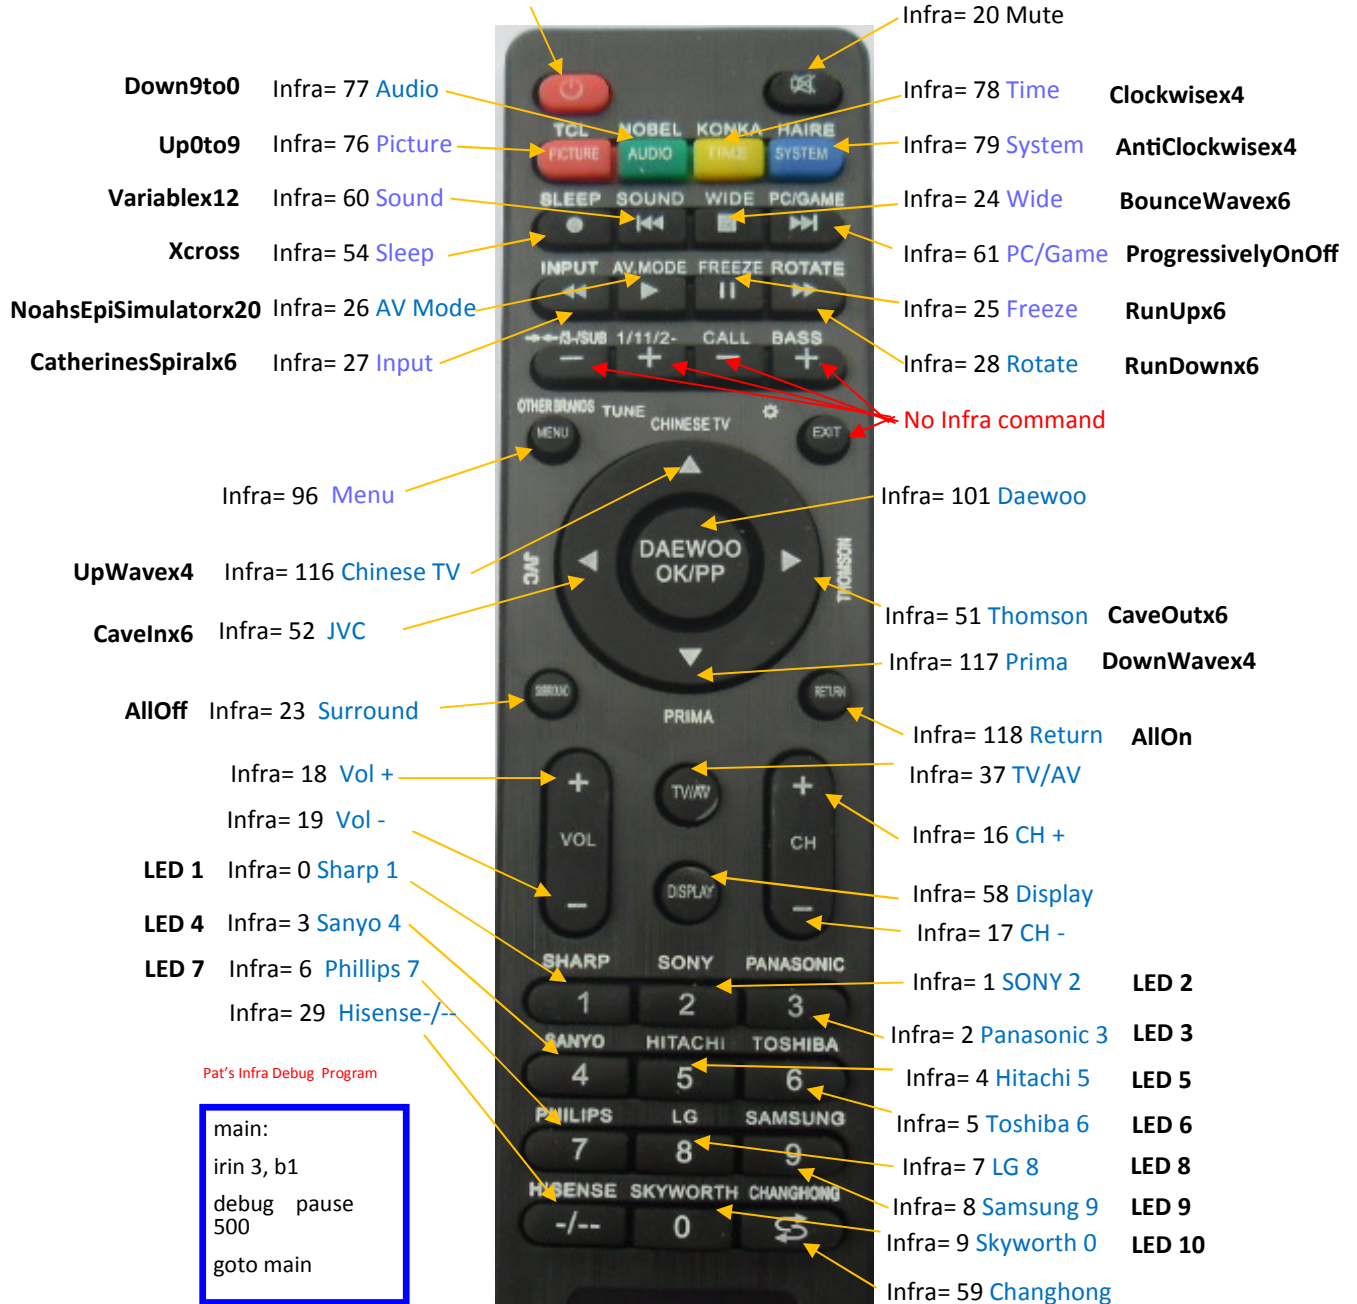 Infra= 20 Mute
Down9to0 Infra= 77 Audio
Infra= 78 Time Clockwisex4
Up0to9 Infra= 76 Picture
Infra= 79 System AntiClockwisex4
Variablex12 Infra= 60 Sound
Infra= 24 Wide BounceWavex6
Xcross Infra= 54 Sleep
Infra= 61 PC/Game ProgressivelyOnOff
NoahsEpiSimulatorx20 Infra= 26 AV Mode
Infra= 25 Freeze RunUpx6
CatherinesSpiralx6 Infra= 27 Input
Infra= 28 Rotate RunDownx6
No Infra command
Infra= 96 Menu
Infra= 101 Daewoo
UpWavex4 Infra= 116 Chinese TV
CaveInx6 Infra= 52 JVC
Infra= 51 Thomson CaveOutx6
Infra= 117 Prima DownWavex4
AllOff Infra= 23 Surround
Infra= 118 Return AllOn
Infra= 18 Vol +
Infra= 37 TV/AV
Infra= 19 Vol -
Infra= 16 CH +
LED 1 Infra= 0 Sharp 1
Infra= 58 Display
LED 4 Infra= 3 Sanyo 4
Infra= 17 CH -
LED 7 Infra= 6 Phillips 7
Infra= 1 SONY 2 LED 2
Infra= 29 Hisense-/--
Infra= 2 Panasonic 3 LED 3
Infra= 4 Hitachi 5 LED 5
Infra= 5 Toshiba 6 LED 6
Infra= 7 LG 8 LED 8
Infra= 8 Samsung 9 LED 9
Infra= 9 Skyworth 0 LED 10
Infra= 59 Changhong
Pat's Infra Debug Program
main:
irin 3, b1
debug pause
500
goto main
TCL NOBEL KONKA HAIRE
PICTURE AUDIO TIME SYSTEM
SLEEP SOUND WIDE PC/GAME
INPUT AV.MODE FREEZE ROTATE
/3-/SUB 1/11/2- CALL BASS
− + − +
OTHER BRANDS TUNE
CHINESE TV
MENU EXIT
JVC DAEWOO THOMSON
OK/PP
SURROUND RETURN
PRIMA
+ TV/AV +
VOL CH
− DISPLAY −
SHARP SONY PANASONIC
1 2 3
SANYO HITACHI TOSHIBA
4 5 6
PHILIPS LG SAMSUNG
7 8 9
HISENSE SKYWORTH CHANGHONG
-/-- 0